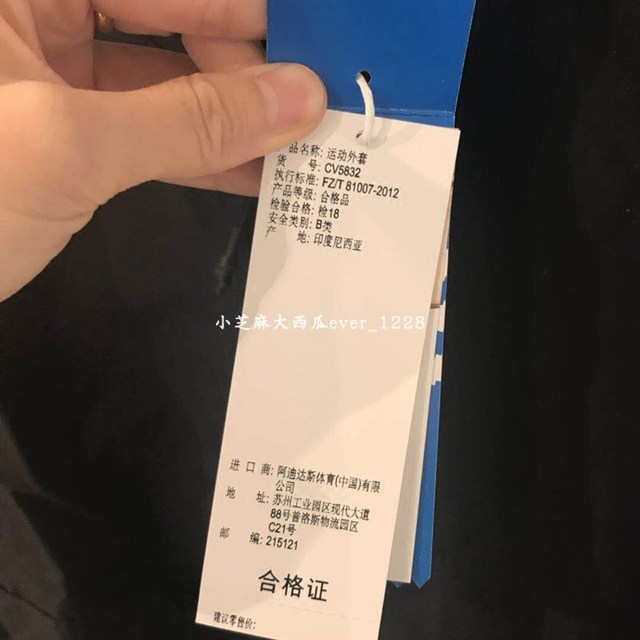 品名称: 运动外套
货 号: CV5832
执行标准: FZ/T 81007-2012
产品等级: 合格品
检验合格: 检18
安全类别: B类
产 地: 印度尼西亚
小芝麻大西瓜ever_1228
进 口 商: 阿迪达斯体育(中国)有限
公司
地 址: 苏州工业园区现代大道
88号普洛斯物流园区
C21号
邮 编: 215121
合格证
建议零售价: